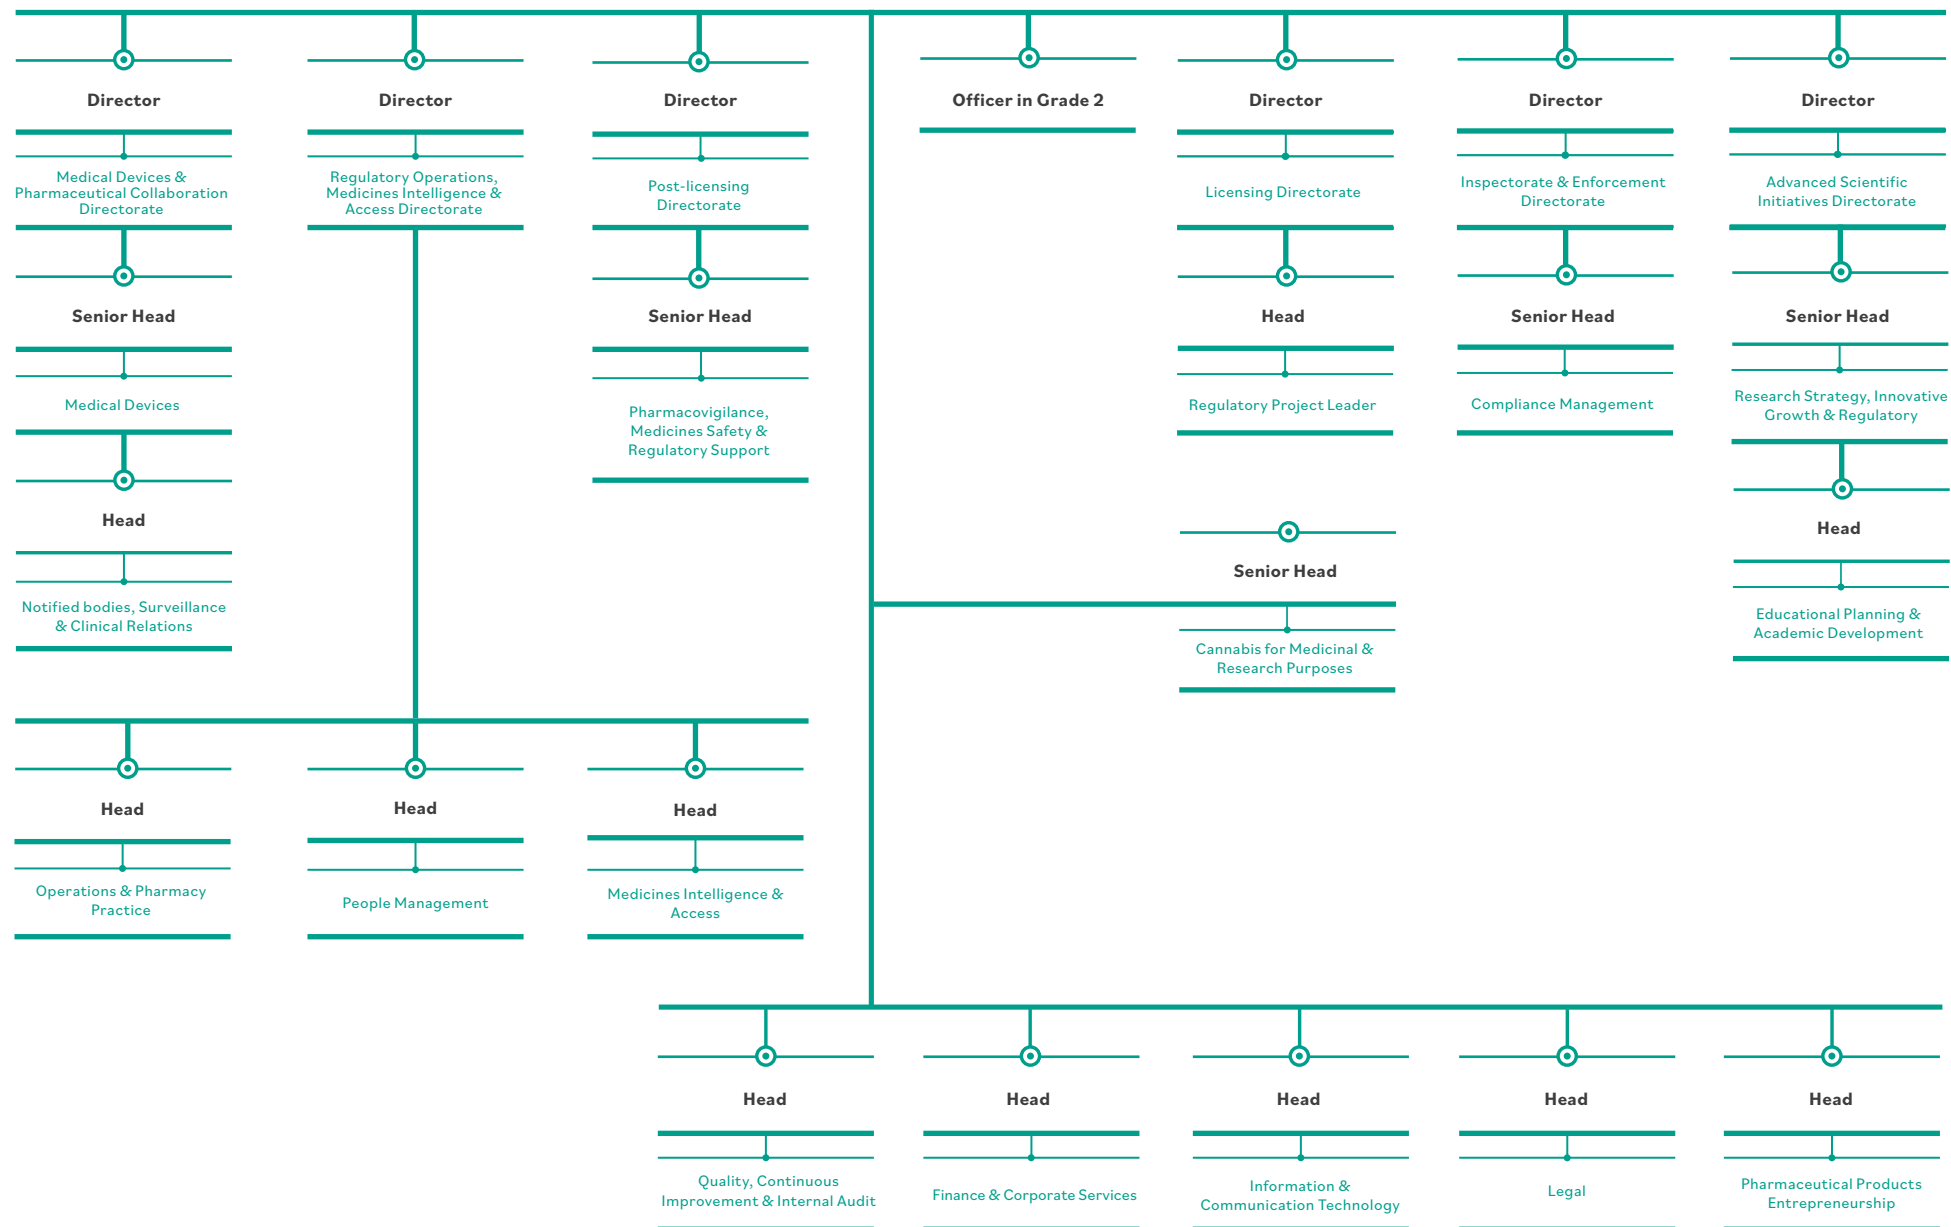 Director
Medical Devices &
Pharmaceutical Collaboration
Directorate
Senior Head
Medical Devices
Head
Notified bodies, Surveillance
& Clinical Relations
Director
Regulatory Operations,
Medicines Intelligence &
Access Directorate
Director
Post-licensing
Directorate
Senior Head
Pharmacovigilance,
Medicines Safety &
Regulatory Support
Officer in Grade 2
Director
Licensing Directorate
Head
Regulatory Project Leader
Director
Inspectorate & Enforcement
Directorate
Senior Head
Compliance Management
Director
Advanced Scientific
Initiatives Directorate
Senior Head
Research Strategy, Innovative
Growth & Regulatory
Head
Educational Planning &
Academic Development
Senior Head
Cannabis for Medicinal &
Research Purposes
Head
Operations & Pharmacy
Practice
Head
People Management
Head
Medicines Intelligence &
Access
Head
Quality, Continuous
Improvement & Internal Audit
Head
Finance & Corporate Services
Head
Information &
Communication Technology
Head
Legal
Head
Pharmaceutical Products
Entrepreneurship